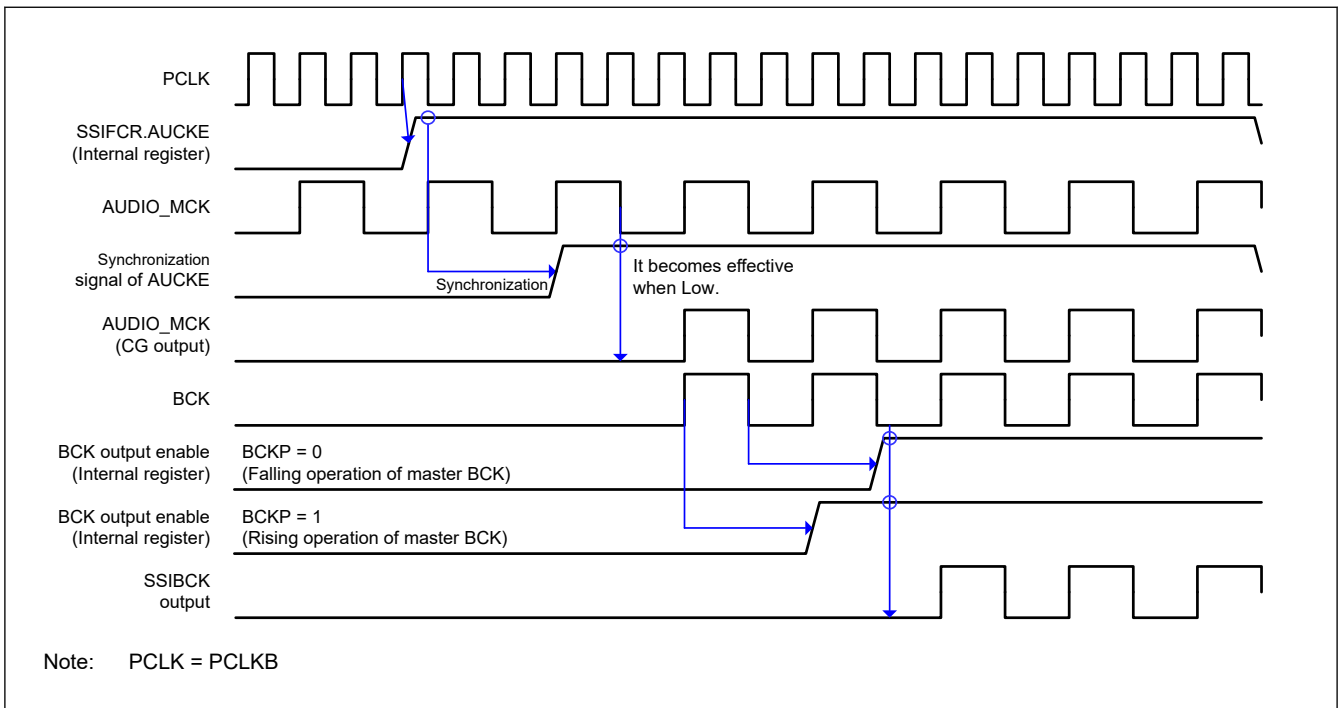 PCLK
SSIFCR.AUCKE
(Internal register)
AUDIO_MCK
Synchronization
signal of AUCKE
Synchronization
It becomes effective
when Low.
AUDIO_MCK
(CG output)
BCK
BCK output enable
(Internal register)
BCKP = 0
(Falling operation of master BCK)
BCK output enable
(Internal register)
BCKP = 1
(Rising operation of master BCK)
SSIBCK
output
Note: PCLK = PCLKB